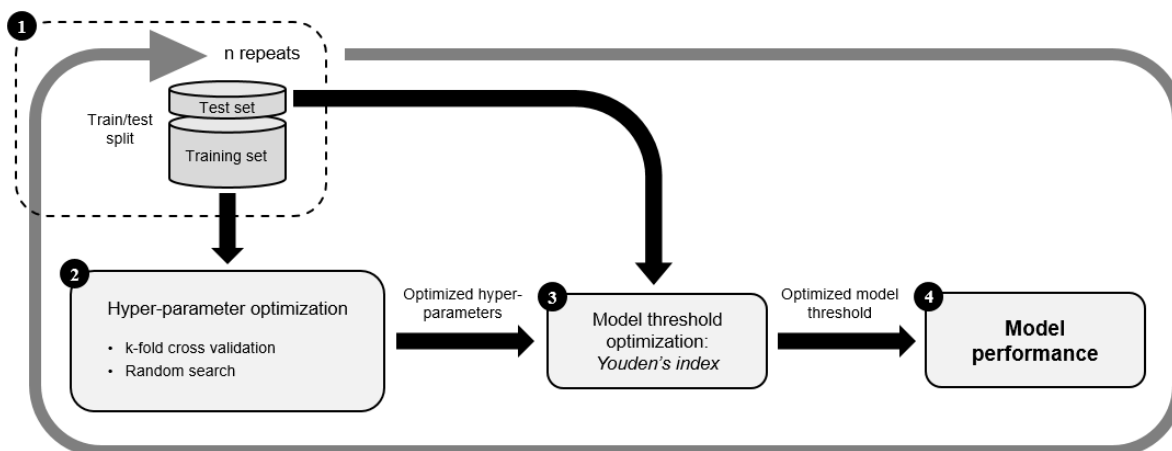 1
n repeats
Train/test
split
Test set
Training set
2
Hyper-parameter optimization
• k-fold cross validation
• Random search
Optimized hyper-
parameters
3
Model threshold
optimization:
Youden's index
Optimized model
threshold
4
Model
performance